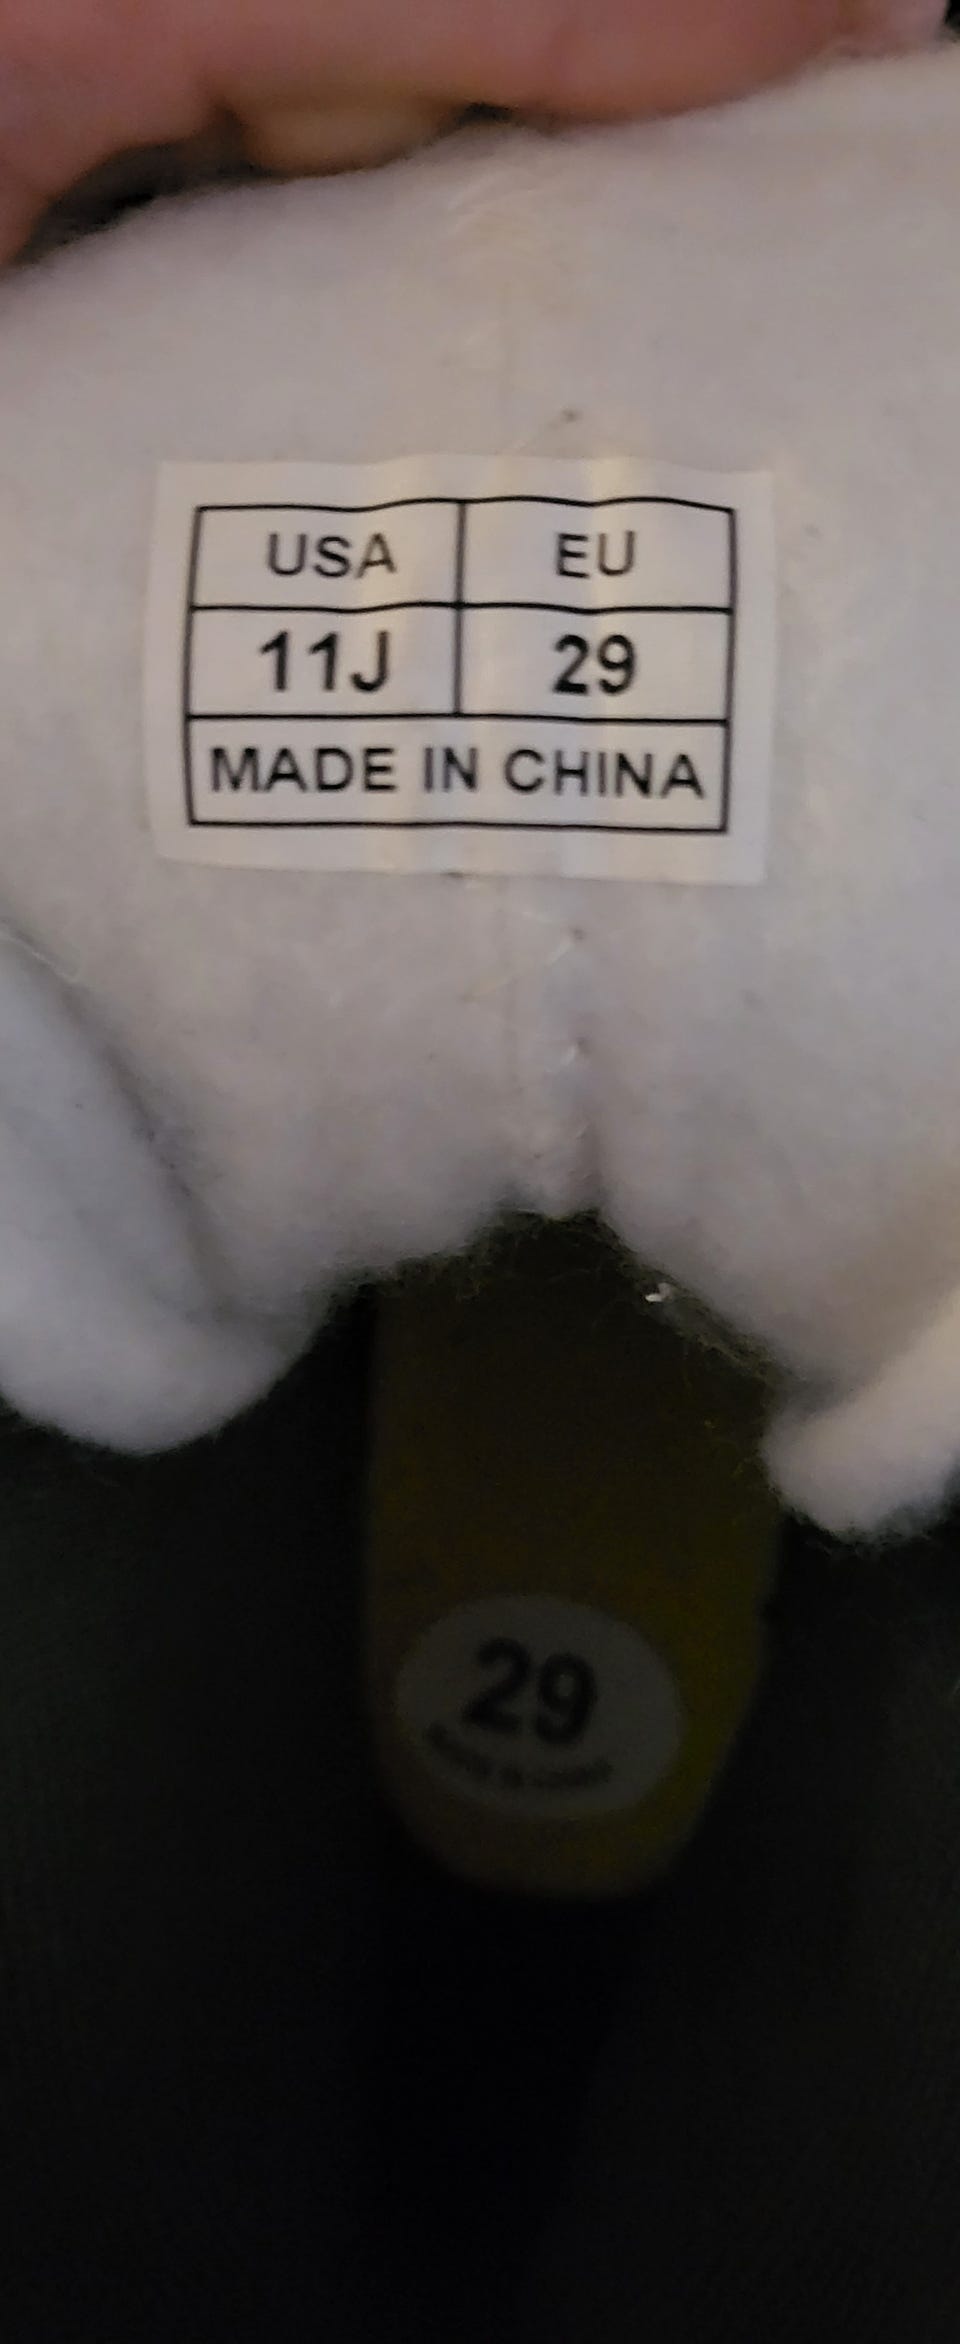 USA EU
11J 29
MADE IN CHINA
29